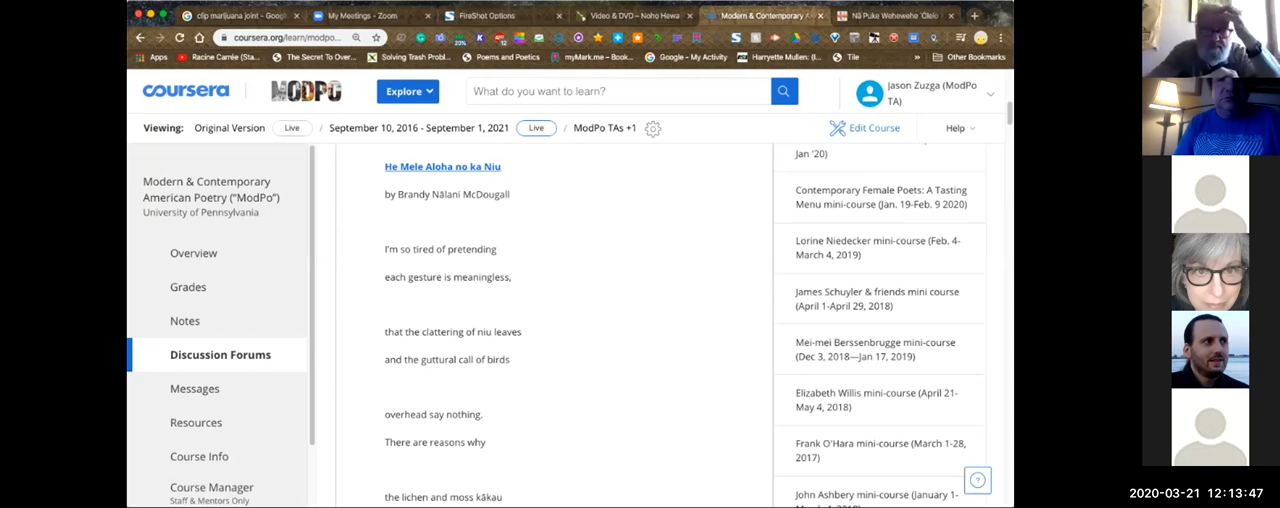 clip marijuana joint - Goog
My Meetings - Zoom
FireShot Options
Video & DVD – Noho Hewa
Modern & Contemporary A
Nā Puke Wehewehe ʻŌlelo
coursera.org/learn/modpo...
Apps
Racine Carrée (Sta...
The Secret To Over...
Solving Trash Probl...
Poems and Poetics
myMark.me – Book...
Google - My Activity
Harryette Mullen: (I...
Tile
»
Other Bookmarks
coursera
MODPO
Explore
What do you want to learn?
Jason Zuzga (ModPo
TA)
Viewing: Original Version Live / September 10, 2016 - September 1, 2021 Live / ModPo TAs +1
Edit Course
Help
Modern & Contemporary
American Poetry ("ModPo")
University of Pennsylvania
Overview
Grades
Notes
Discussion Forums
Messages
Resources
Course Info
Course Manager
Staff & Mentors Only
He Mele Aloha no ka Niu
by Brandy Nālani McDougall
I'm so tired of pretending
each gesture is meaningless,
that the clattering of niu leaves
and the guttural call of birds
overhead say nothing.
There are reasons why
the lichen and moss kākau
Jan '20)
Contemporary Female Poets: A Tasting
Menu mini-course (Jan. 19-Feb. 9 2020)
Lorine Niedecker mini-course (Feb. 4-
March 4, 2019)
James Schuyler & friends mini course
(April 1-April 29, 2018)
Mei-mei Berssenbrugge mini-course
(Dec 3, 2018—Jan 17, 2019)
Elizabeth Willis mini-course (April 21-
May 4, 2018)
Frank O'Hara mini-course (March 1-28,
2017)
John Ashbery mini-course (January 1-
2020-03-21 12:13:47